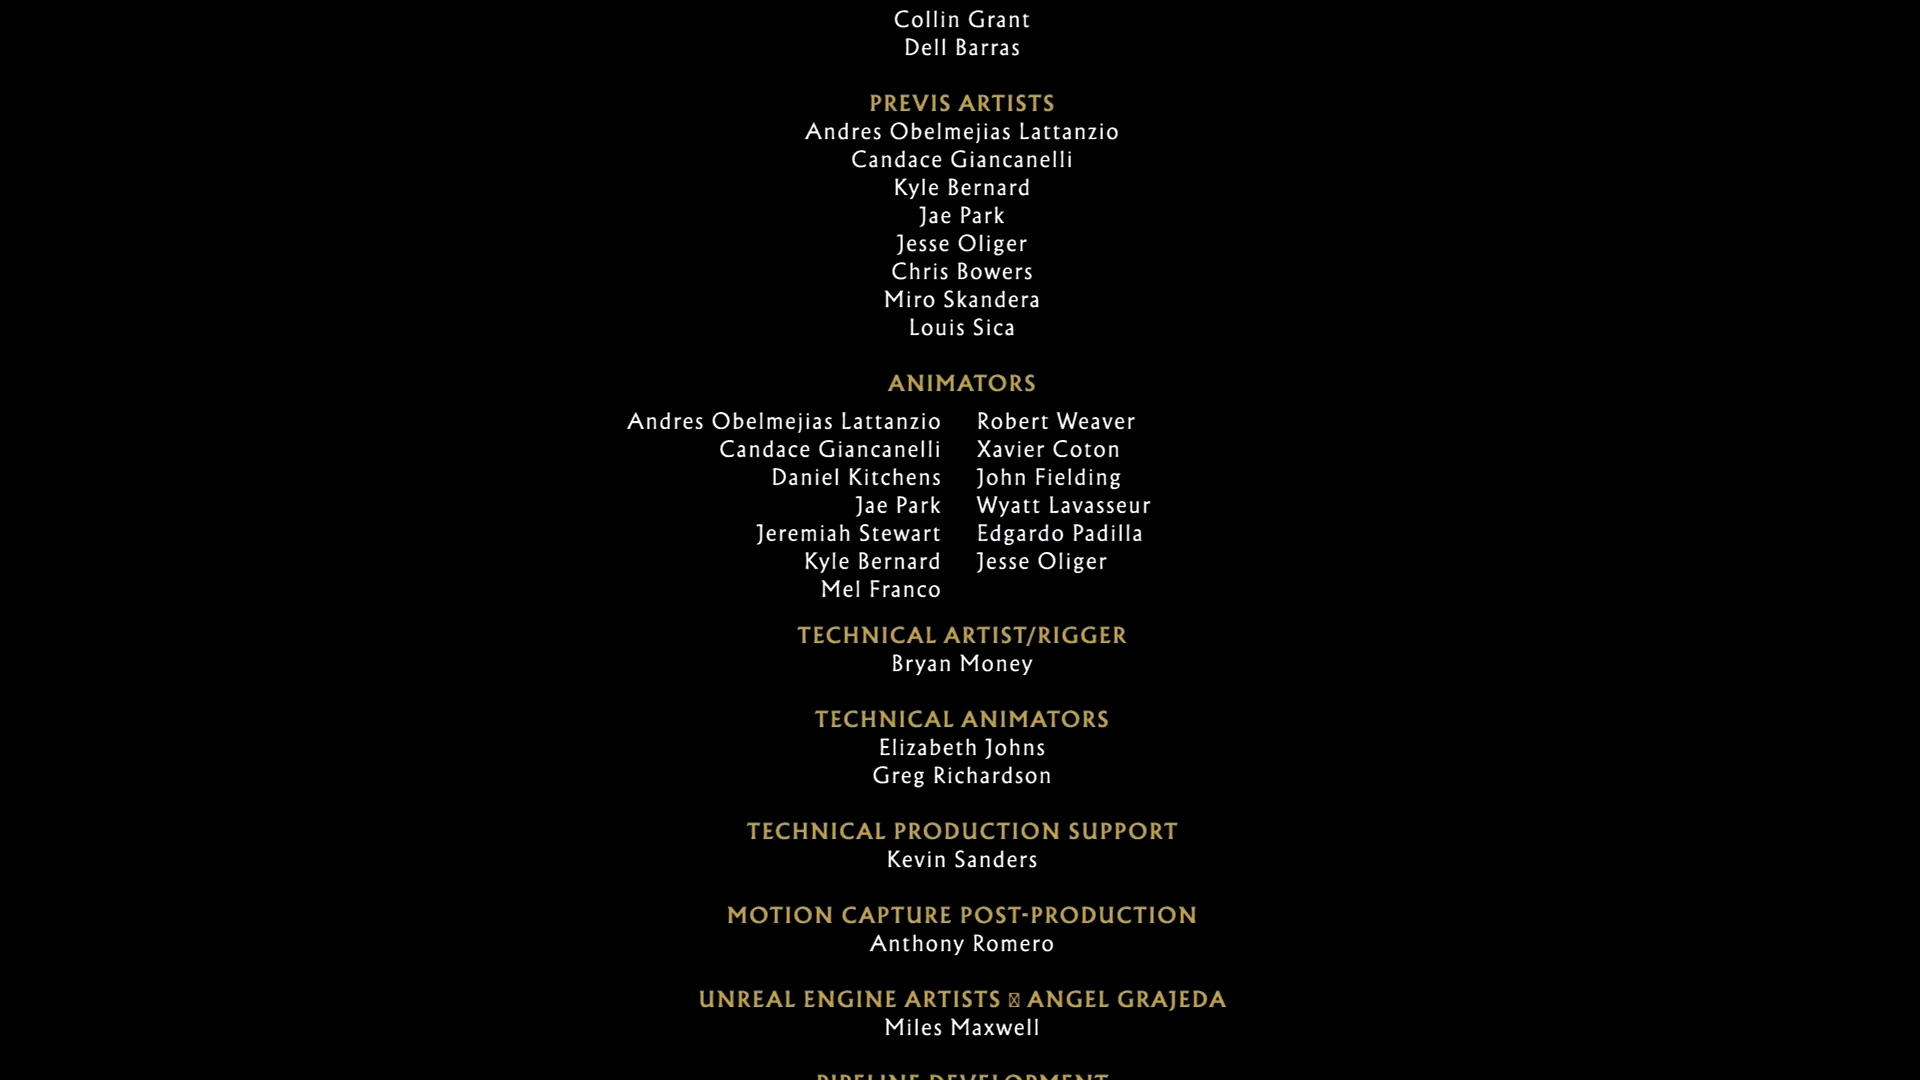 Collin Grant
Dell Barras
PREVIS ARTISTS
Andres Obelmejias Lattanzio
Candace Giancanelli
Kyle Bernard
Jae Park
Jesse Oliger
Chris Bowers
Miro Skandera
Louis Sica
ANIMATORS
Andres Obelmejias Lattanzio Robert Weaver
Candace Giancanelli Xavier Coton
Daniel Kitchens John Fielding
Jae Park Wyatt Lavasseur
Jeremiah Stewart Edgardo Padilla
Kyle Bernard Jesse Oliger
Mel Franco
TECHNICAL ARTIST/RIGGER
Bryan Money
TECHNICAL ANIMATORS
Elizabeth Johns
Greg Richardson
TECHNICAL PRODUCTION SUPPORT
Kevin Sanders
MOTION CAPTURE POST-PRODUCTION
Anthony Romero
UNREAL ENGINE ARTISTS ANGEL GRAJEDA
Miles Maxwell
PIPELINE DEVELOPMENT